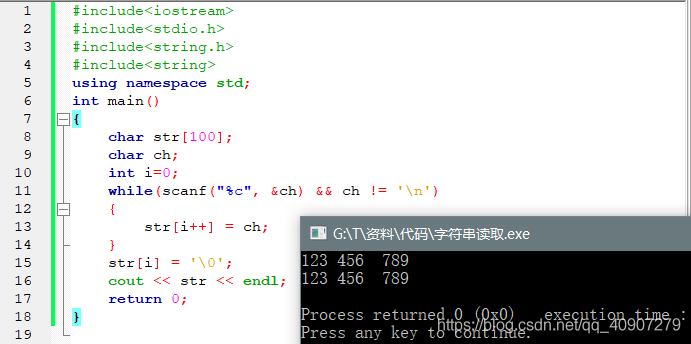 1 #include<iostream>
2 #include<stdio.h>
3 #include<string.h>
4 #include<string>
5 using namespace std;
6 int main()
7 {
8 char str[100];
9 char ch;
10 int i=0;
11 while(scanf("%c", &ch) && ch != '\n')
12 {
13 str[i++] = ch;
14 }
15 str[i] = '\0';
16 cout << str << endl;
17 return 0;
18 }
19
G:\T\资料\代码\字符串读取.exe
123 456  789
123 456  789
Process returned 0 (0x0)   execution time :
Press any key to continue.
https://blog.csdn.net/qq_40907279